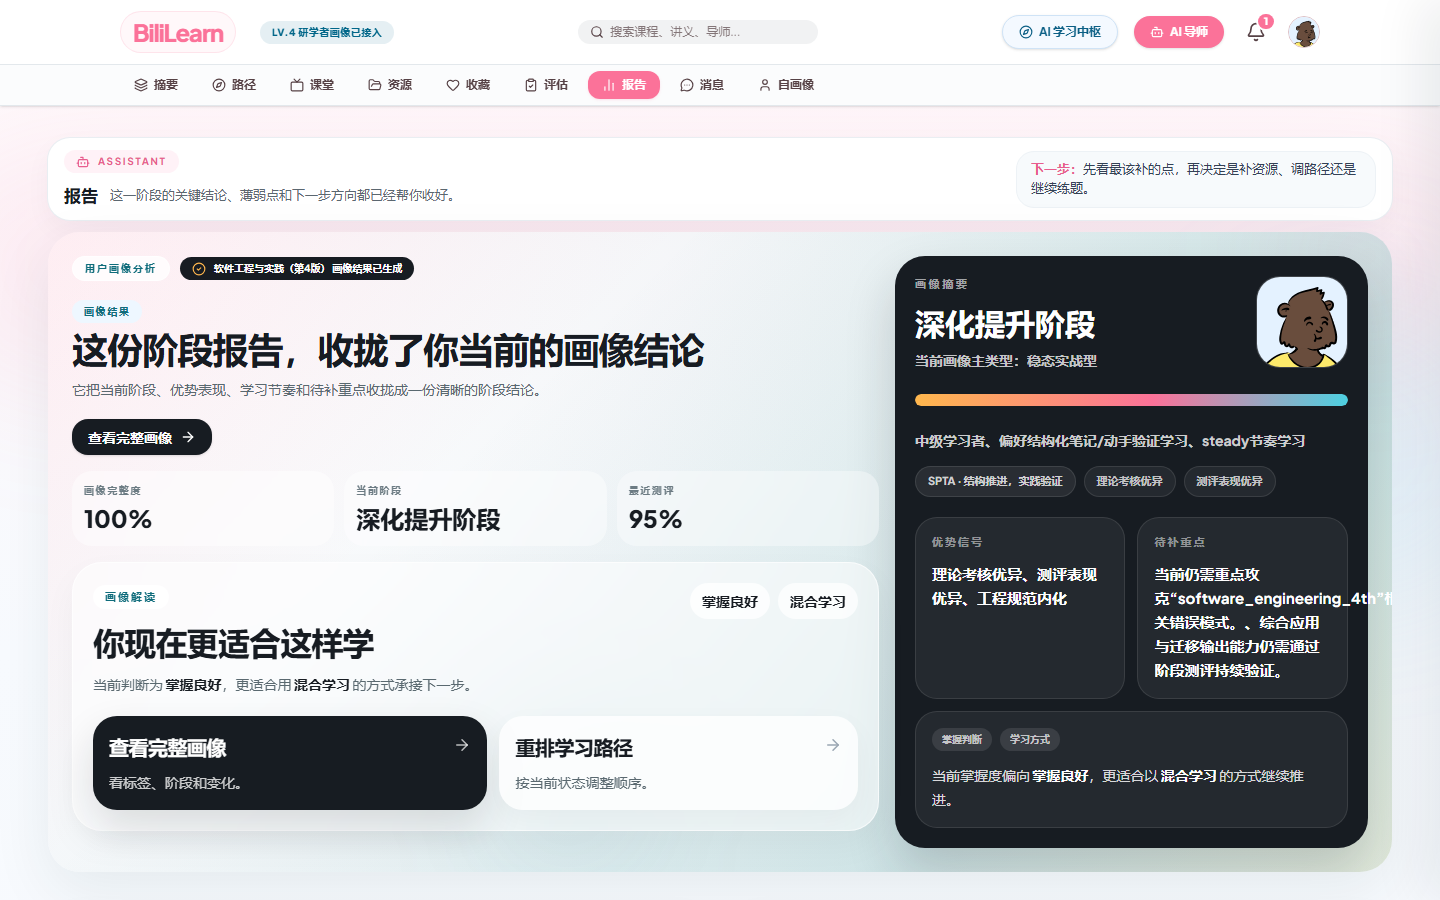 BiliLearn
LV.4 研学者画像已接入
搜索课程、讲义、导师...
AI 学习中枢
AI 导师
1
摘要
路径
课堂
资源
收藏
评估
报告
消息
自画像
ASSISTANT
报告 这一阶段的关键结论、薄弱点和下一步方向都已经帮你收好。
下一步：先看最该补的点，再决定是补资源、调路径还是
继续练题。
用户画像分析
软件工程与实践（第4版） 画像结果已生成
画像结果
这份阶段报告，收拢了你当前的画像结论
它把当前阶段、优势表现、学习节奏和待补重点收拢成一份清晰的阶段结论。
查看完整画像
画像完整度
100%
当前阶段
深化提升阶段
最近测评
95%
画像解读
掌握良好
混合学习
你现在更适合这样学
当前判断为 掌握良好，更适合用 混合学习 的方式承接下一步。
查看完整画像
看标签、阶段和变化。
重排学习路径
按当前状态调整顺序。
画像摘要
深化提升阶段
当前画像主类型：稳态实战型
中级学习者、偏好结构化笔记/动手验证学习、steady节奏学习
SPTA · 结构推进，实践验证
理论考核优异
测评表现优异
优势信号
理论考核优异、测评表现
优异、工程规范内化
待补重点
当前仍需重点攻
克“software_engineering_4th”
关错误模式。、综合应用
与迁移输出能力仍需通过
阶段测评持续验证。
掌握判断
学习方式
当前掌握度偏向 掌握良好，更适合以 混合学习 的方式继续推
进。